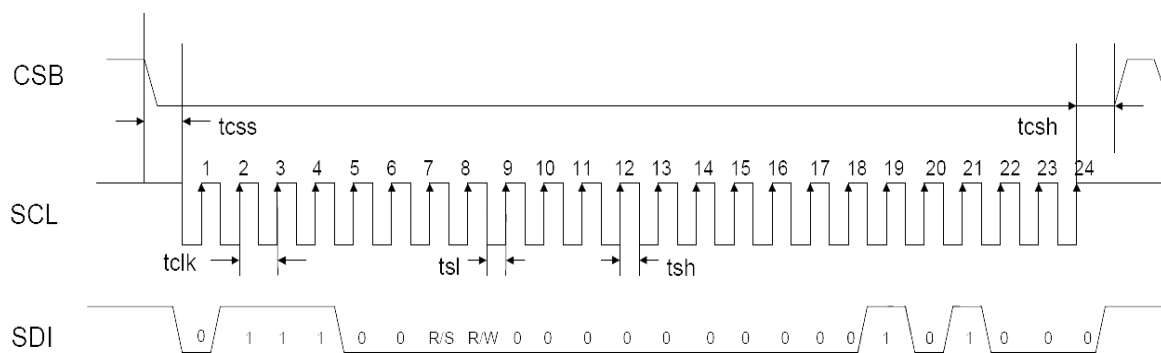 CSB
tcss
tcsh
1 2 3 4 5 6 7 8 9 10 11 12 13 14 15 16 17 18 19 20 21 22 23 24
SCL
tclk
tsl
tsh
SDI
0 1 1 1 0 0 R/S R/W 0 0 0 0 0 0 0 0 0 0 1 0 1 0 0 0